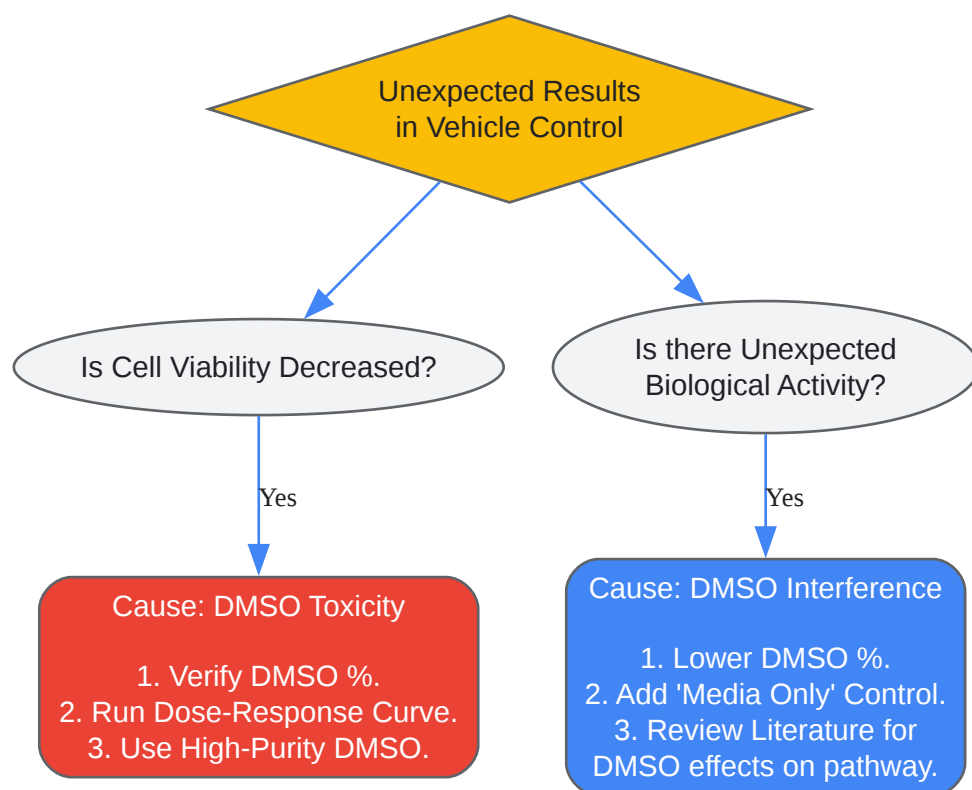 Unexpected Results
in Vehicle Control
Is Cell Viability Decreased?
Is there Unexpected
Biological Activity?
Yes
Yes
Cause: DMSO Toxicity
1. Verify DMSO %.
2. Run Dose-Response Curve.
3. Use High-Purity DMSO.
Cause: DMSO Interference
1. Lower DMSO %.
2. Add 'Media Only' Control.
3. Review Literature for
DMSO effects on pathway.